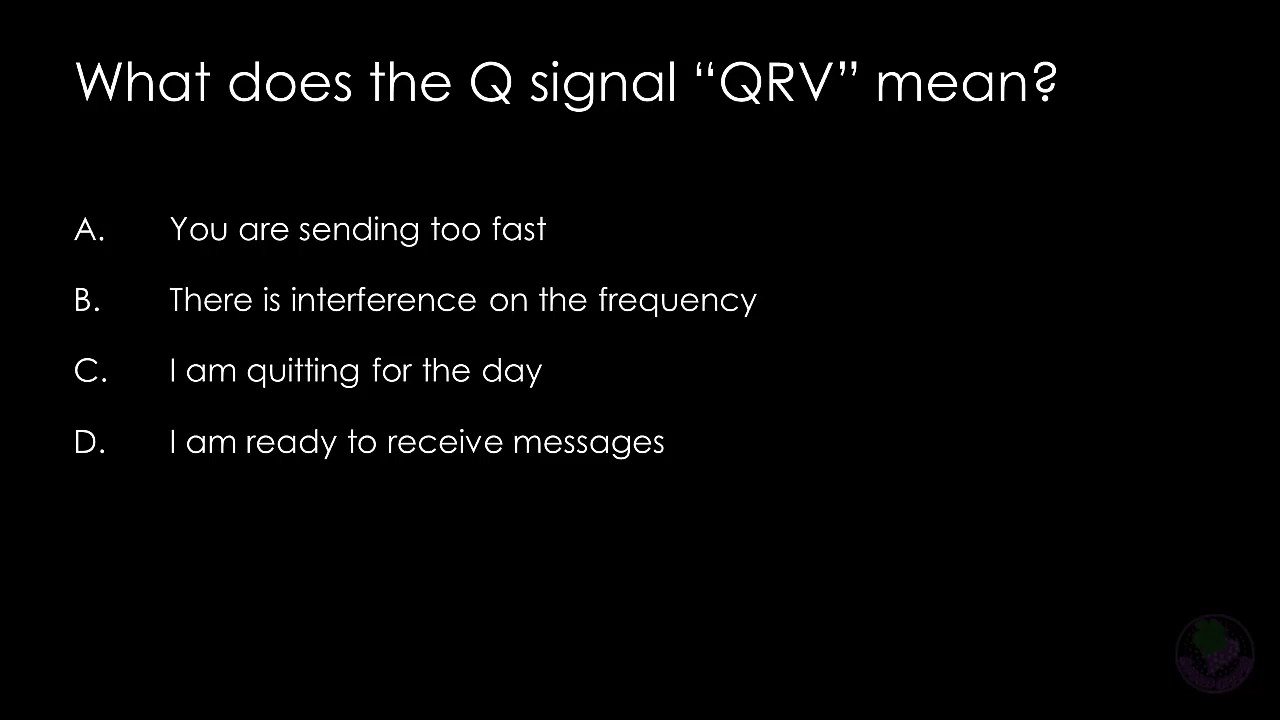 What does the Q signal “QRV” mean?
A. You are sending too fast
B. There is interference on the frequency
C. I am quitting for the day
D. I am ready to receive messages